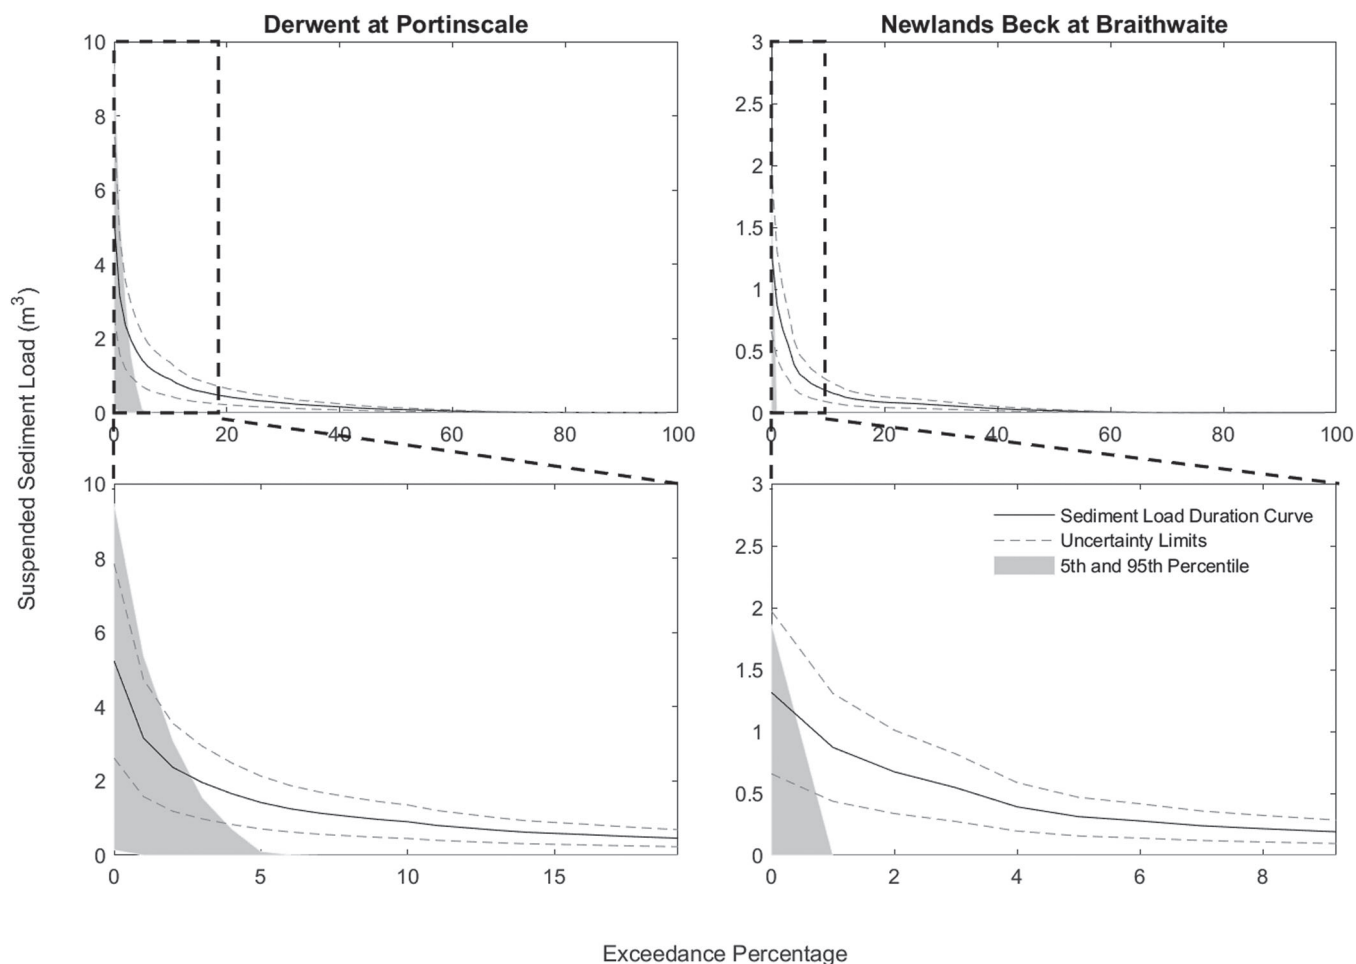 Derwent at Portinscale
Newlands Beck at Braithwaite
Suspended Sediment Load (m³)
10
8
6
4
2
0
0 20 40 60 80 100
3
2.5
2
1.5
1
0.5
0
0 20 40 60 80 100
10
8
6
4
2
0
0 5 10 15
3
2.5
2
1.5
1
0.5
0
0 2 4 6 8
Sediment Load Duration Curve
Uncertainty Limits
5th and 95th Percentile
Exceedance Percentage